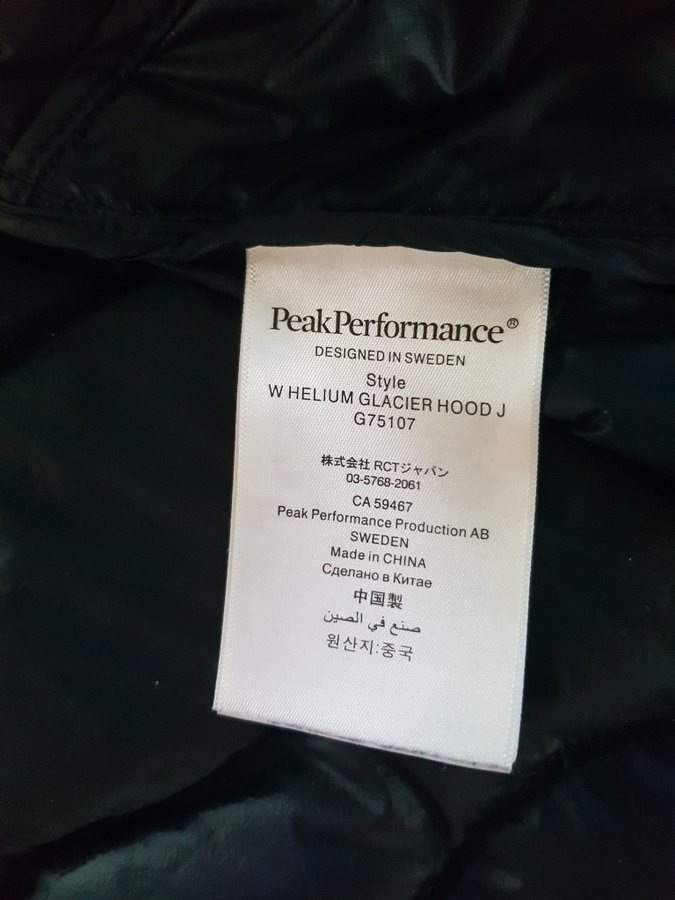 PeakPerformance®
DESIGNED IN SWEDEN
Style
W HELIUM GLACIER HOOD J
G75107
株式会社 RCTジャパン
03-5768-2061
CA 59467
Peak Performance Production AB
SWEDEN
Made in CHINA
Сделано в Китае
中国製
صنع في الصين
원산지:중국